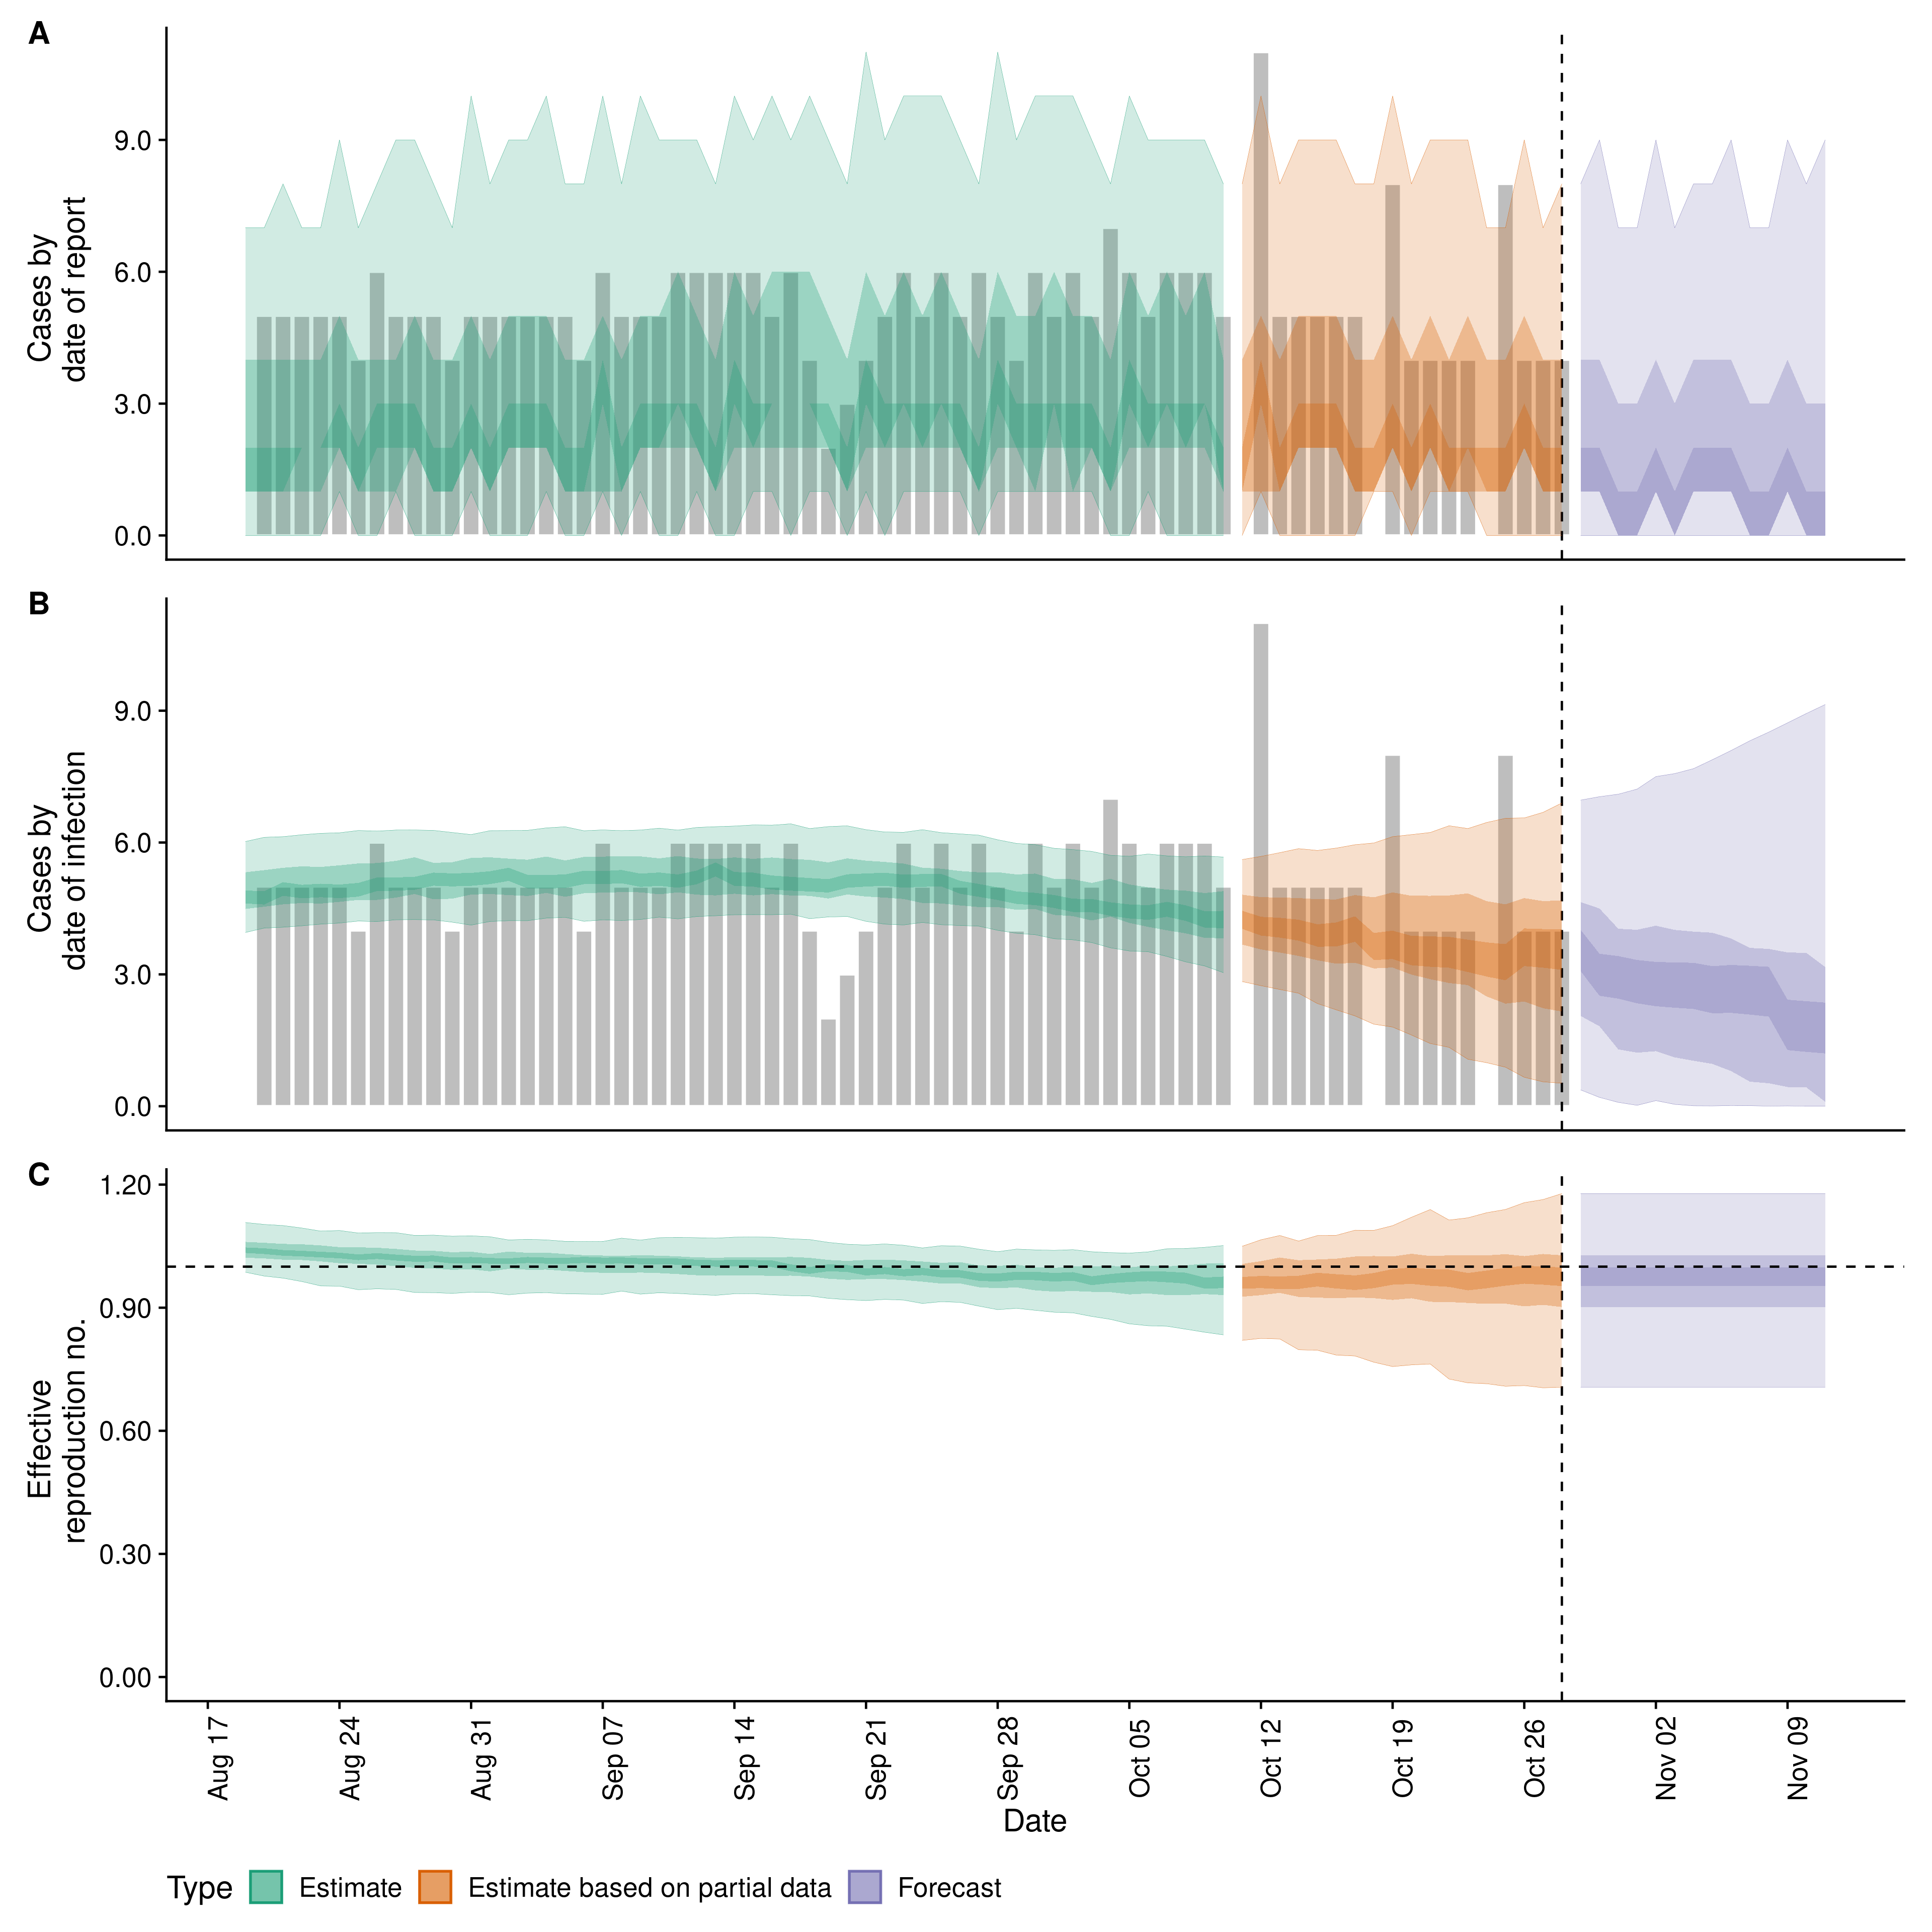 A
Cases by
date of report
9.0
6.0
3.0
0.0
B
Cases by
date of infection
9.0
6.0
3.0
0.0
C
Effective
reproduction no.
1.20
0.90
0.60
0.30
0.00
Aug 17
Aug 24
Aug 31
Sep 07
Sep 14
Sep 21
Sep 28
Oct 05
Oct 12
Oct 19
Oct 26
Nov 02
Nov 09
Date
Type Estimate Estimate based on partial data Forecast